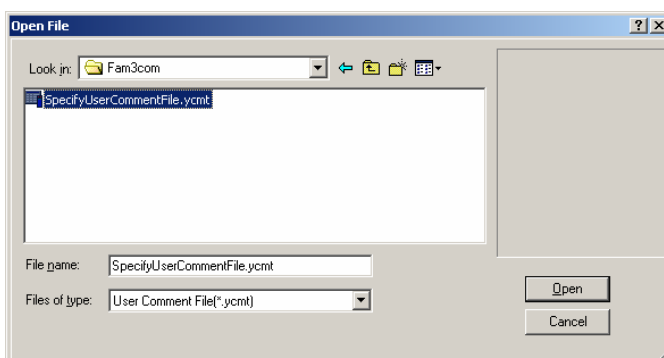 Open File
Look in: Fam3com
SpecifyUserCommentFile.ycmt
File name: SpecifyUserCommentFile.ycmt
Files of type: User Comment File(*.ycmt)
Open
Cancel